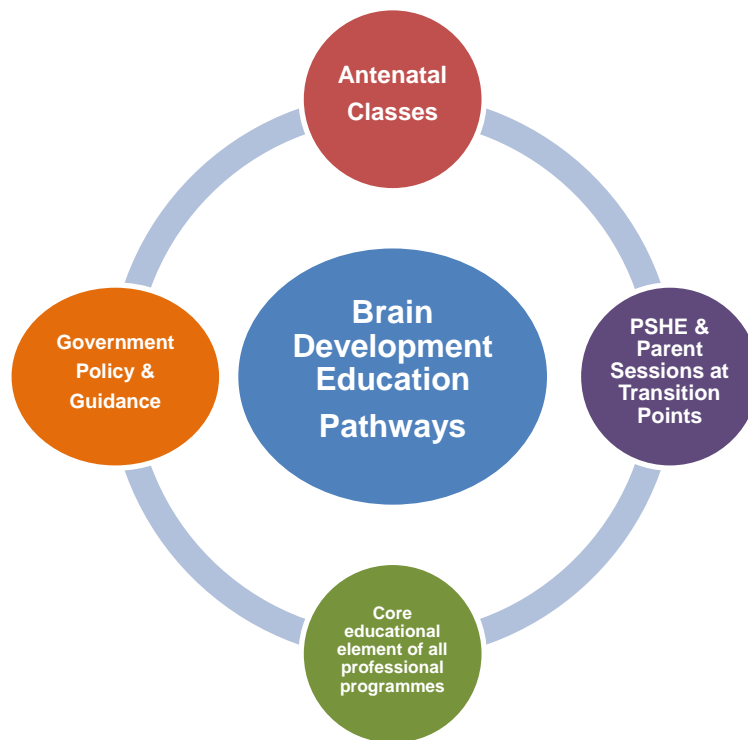 Antenatal
Classes
Brain
Development
Education
Pathways
PSHE &
Parent
Sessions at
Transition
Points
Government
Policy &
Guidance
Core
educational
element of all
professional
programmes